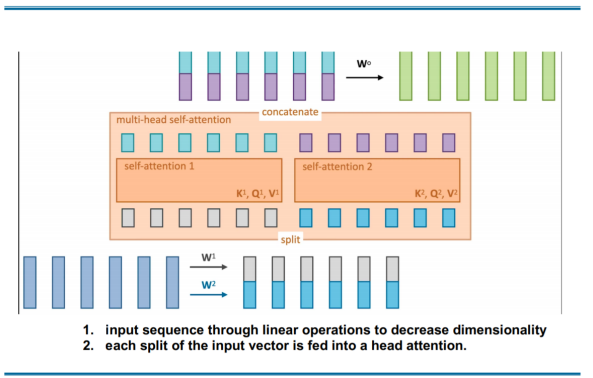 Wᵒ
concatenate
multi-head self-attention
self-attention 1
self-attention 2
K¹, Q¹, V¹
K², Q², V²
split
W¹
W²
1. input sequence through linear operations to decrease dimensionality
2. each split of the input vector is fed into a head attention.